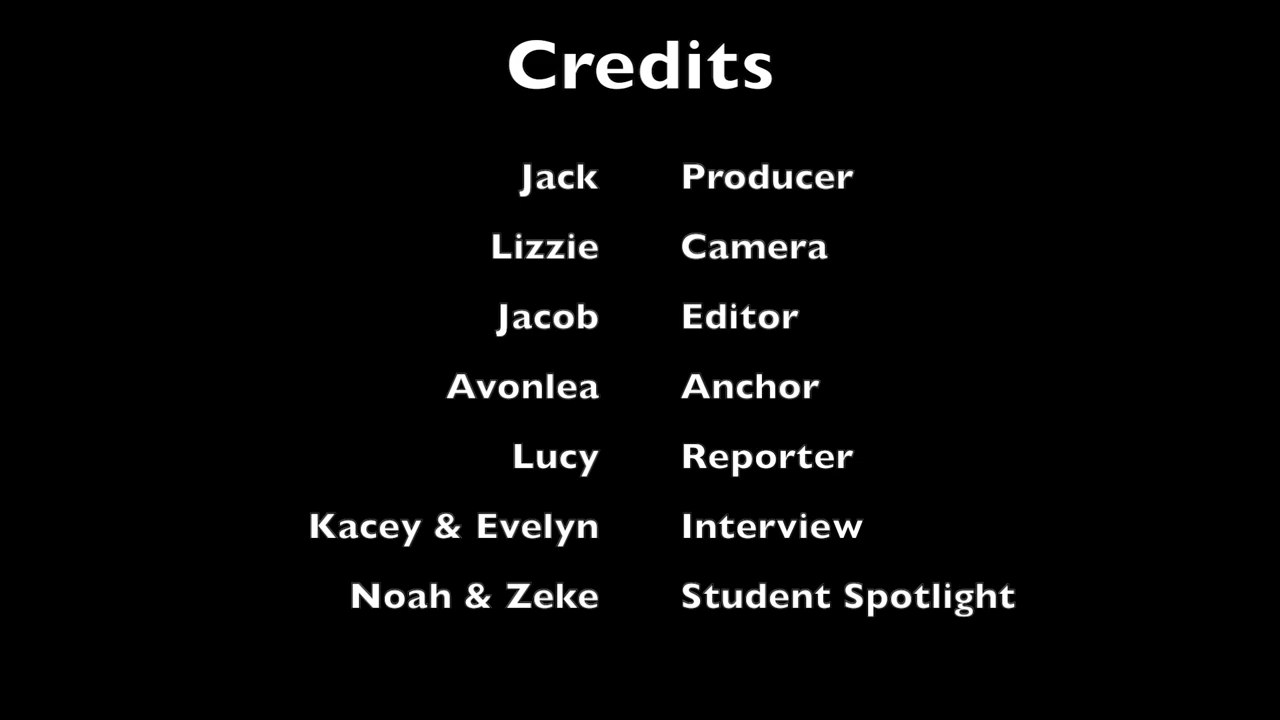 Credits
Jack Producer
Lizzie Camera
Jacob Editor
Avonlea Anchor
Lucy Reporter
Kacey & Evelyn Interview
Noah & Zeke Student Spotlight